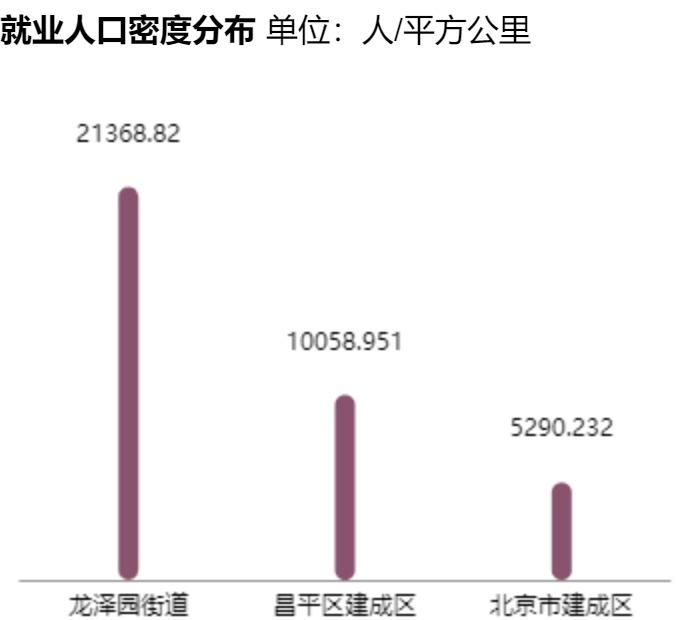 就业人口密度分布 单位：人/平方公里
21368.82
10058.951
5290.232
龙泽园街道 昌平区建成区 北京市建成区